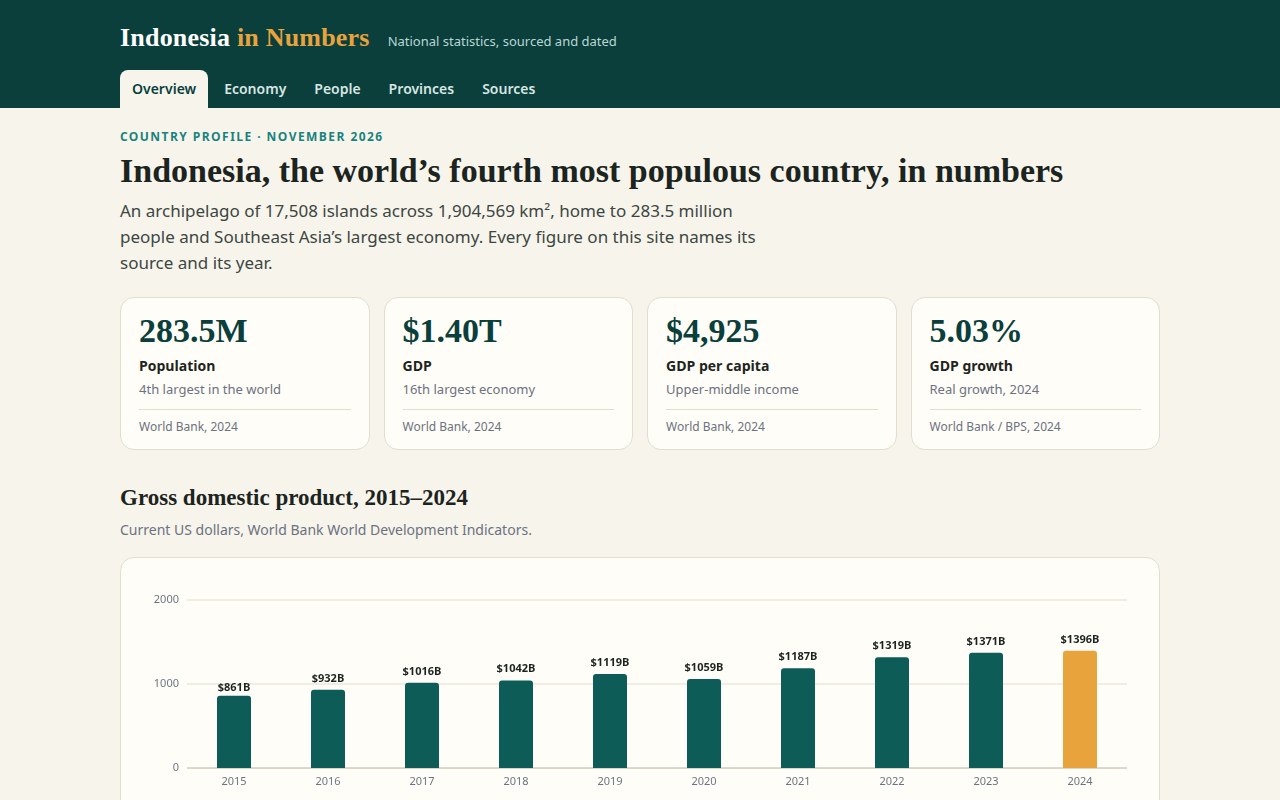 Indonesia in Numbers National statistics, sourced and dated
Overview Economy People Provinces Sources
COUNTRY PROFILE · NOVEMBER 2026
Indonesia, the world’s fourth most populous country, in numbers
An archipelago of 17,508 islands across 1,904,569 km², home to 283.5 million
people and Southeast Asia’s largest economy. Every figure on this site names its
source and its year.
283.5M
Population
4th largest in the world
World Bank, 2024
$1.40T
GDP
16th largest economy
World Bank, 2024
$4,925
GDP per capita
Upper-middle income
World Bank, 2024
5.03%
GDP growth
Real growth, 2024
World Bank / BPS, 2024
Gross domestic product, 2015–2024
Current US dollars, World Bank World Development Indicators.
2000
1000
0
$861B $932B $1016B $1042B $1119B $1059B $1187B $1319B $1371B $1396B
2015 2016 2017 2018 2019 2020 2021 2022 2023 2024